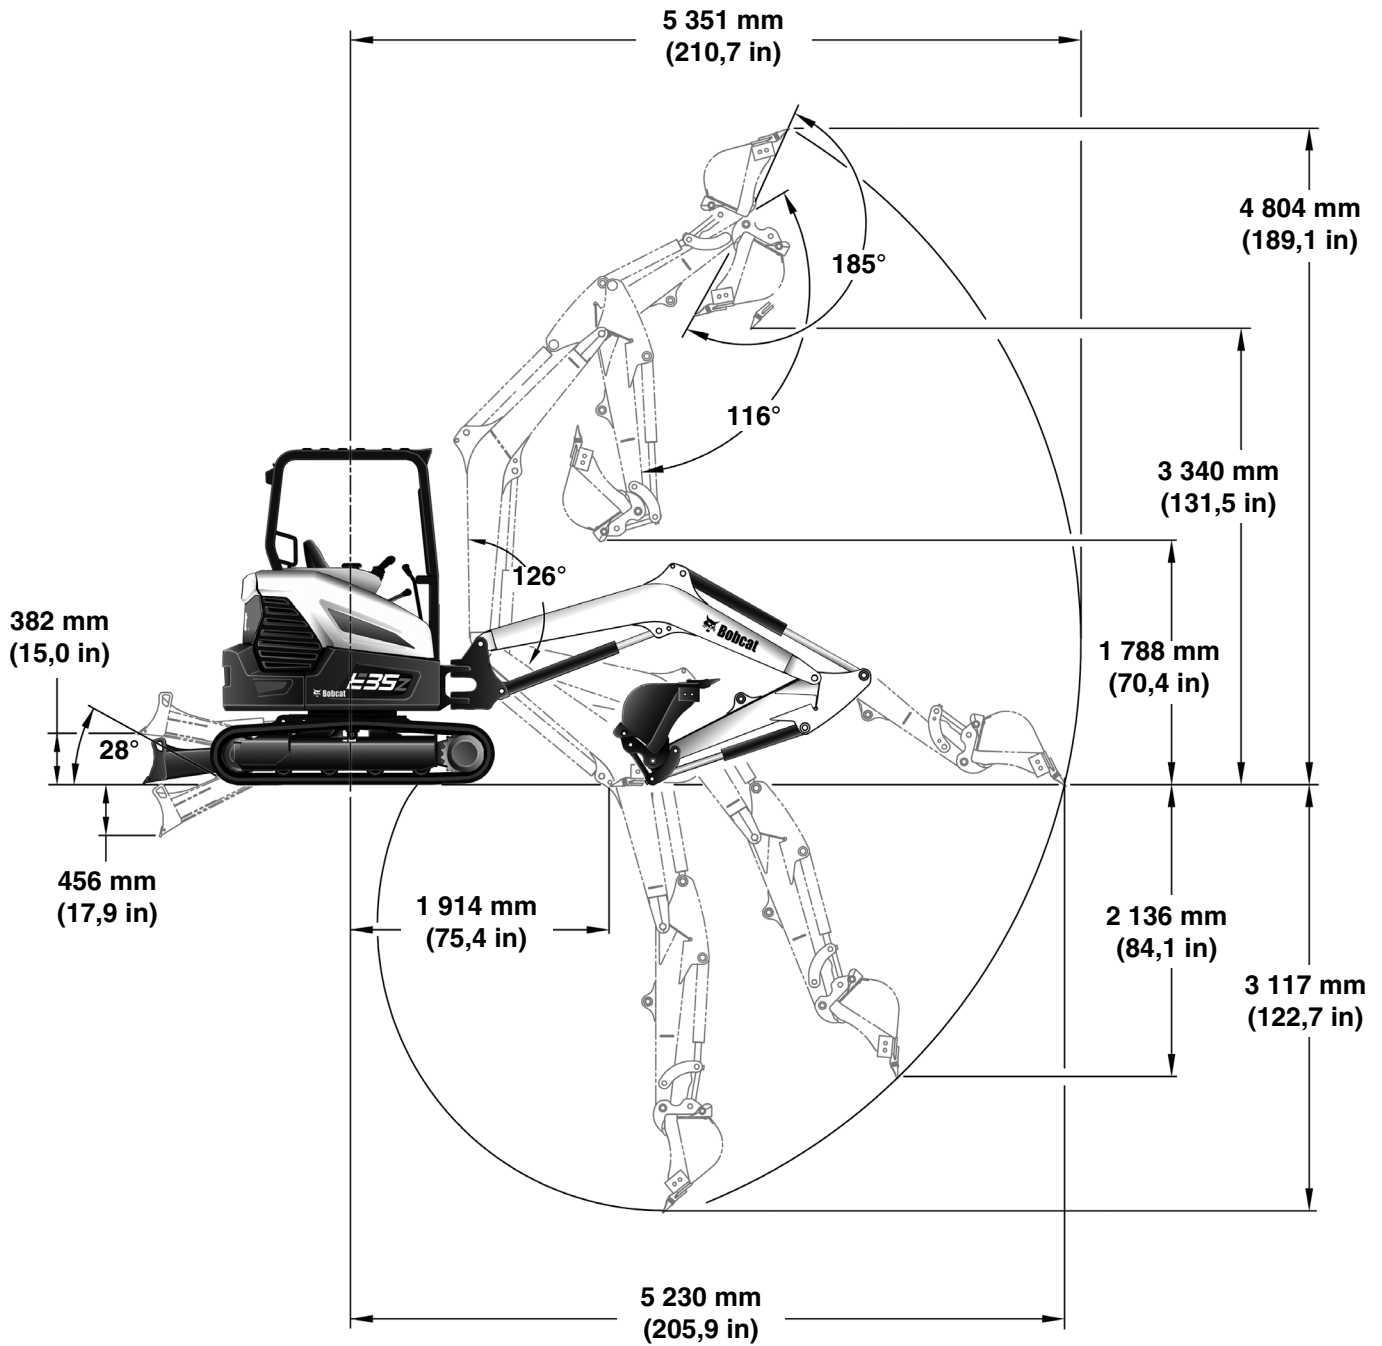 5 351 mm
(210,7 in)
4 804 mm
(189,1 in)
185°
116°
3 340 mm
(131,5 in)
126°
382 mm
(15,0 in)
Bobcat
1 788 mm
(70,4 in)
E35z
Bobcat
28°
456 mm
(17,9 in)
1 914 mm
(75,4 in)
2 136 mm
(84,1 in)
3 117 mm
(122,7 in)
5 230 mm
(205,9 in)